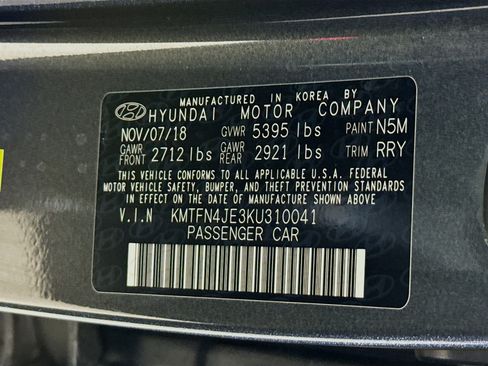 MANUFACTURED IN KOREA BY
HYUNDAI MOTOR COMPANY
NOV/07/18 GVWR 5395 lbs PAINT N5M
GAWR FRONT 2712 lbs GAWR REAR 2921 lbs TRIM RRY
THIS VEHICLE CONFORMS TO ALL APPLICABLE U.S.A. FEDERAL
MOTOR VEHICLE SAFETY, BUMPER, AND THEFT PREVENTION STANDARDS
IN EFFECT ON THE DATE OF MANUFACTURE SHOWN ABOVE.
V.I.N KMTFN4JE3KU310041
PASSENGER CAR